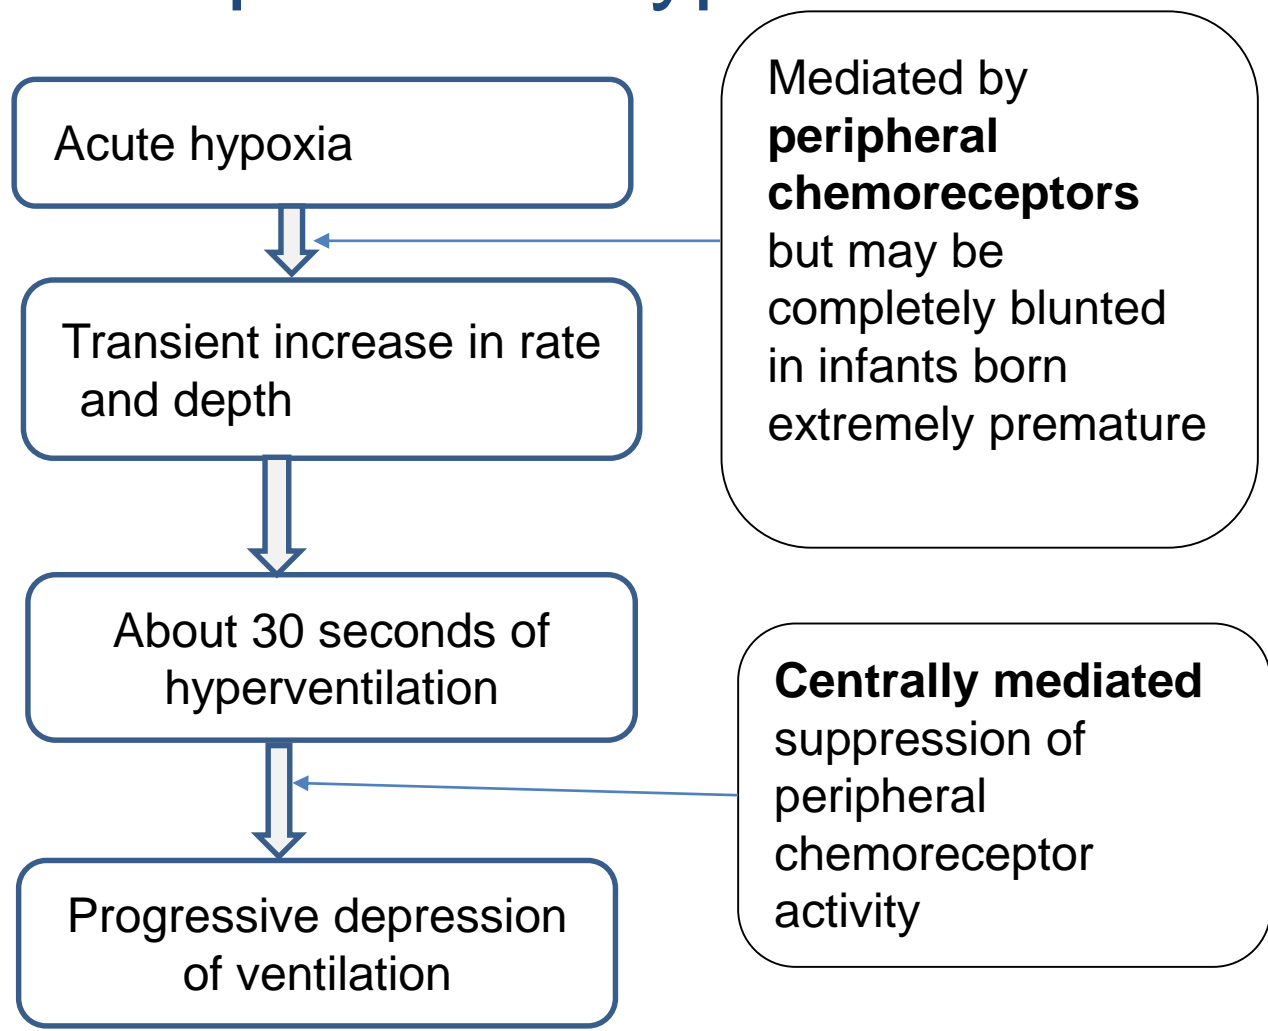 Acute hypoxia
Transient increase in rate
and depth
About 30 seconds of
hyperventilation
Progressive depression
of ventilation
Mediated by
peripheral
chemoreceptors
but may be
completely blunted
in infants born
extremely premature
Centrally mediated
suppression of
peripheral
chemoreceptor
activity